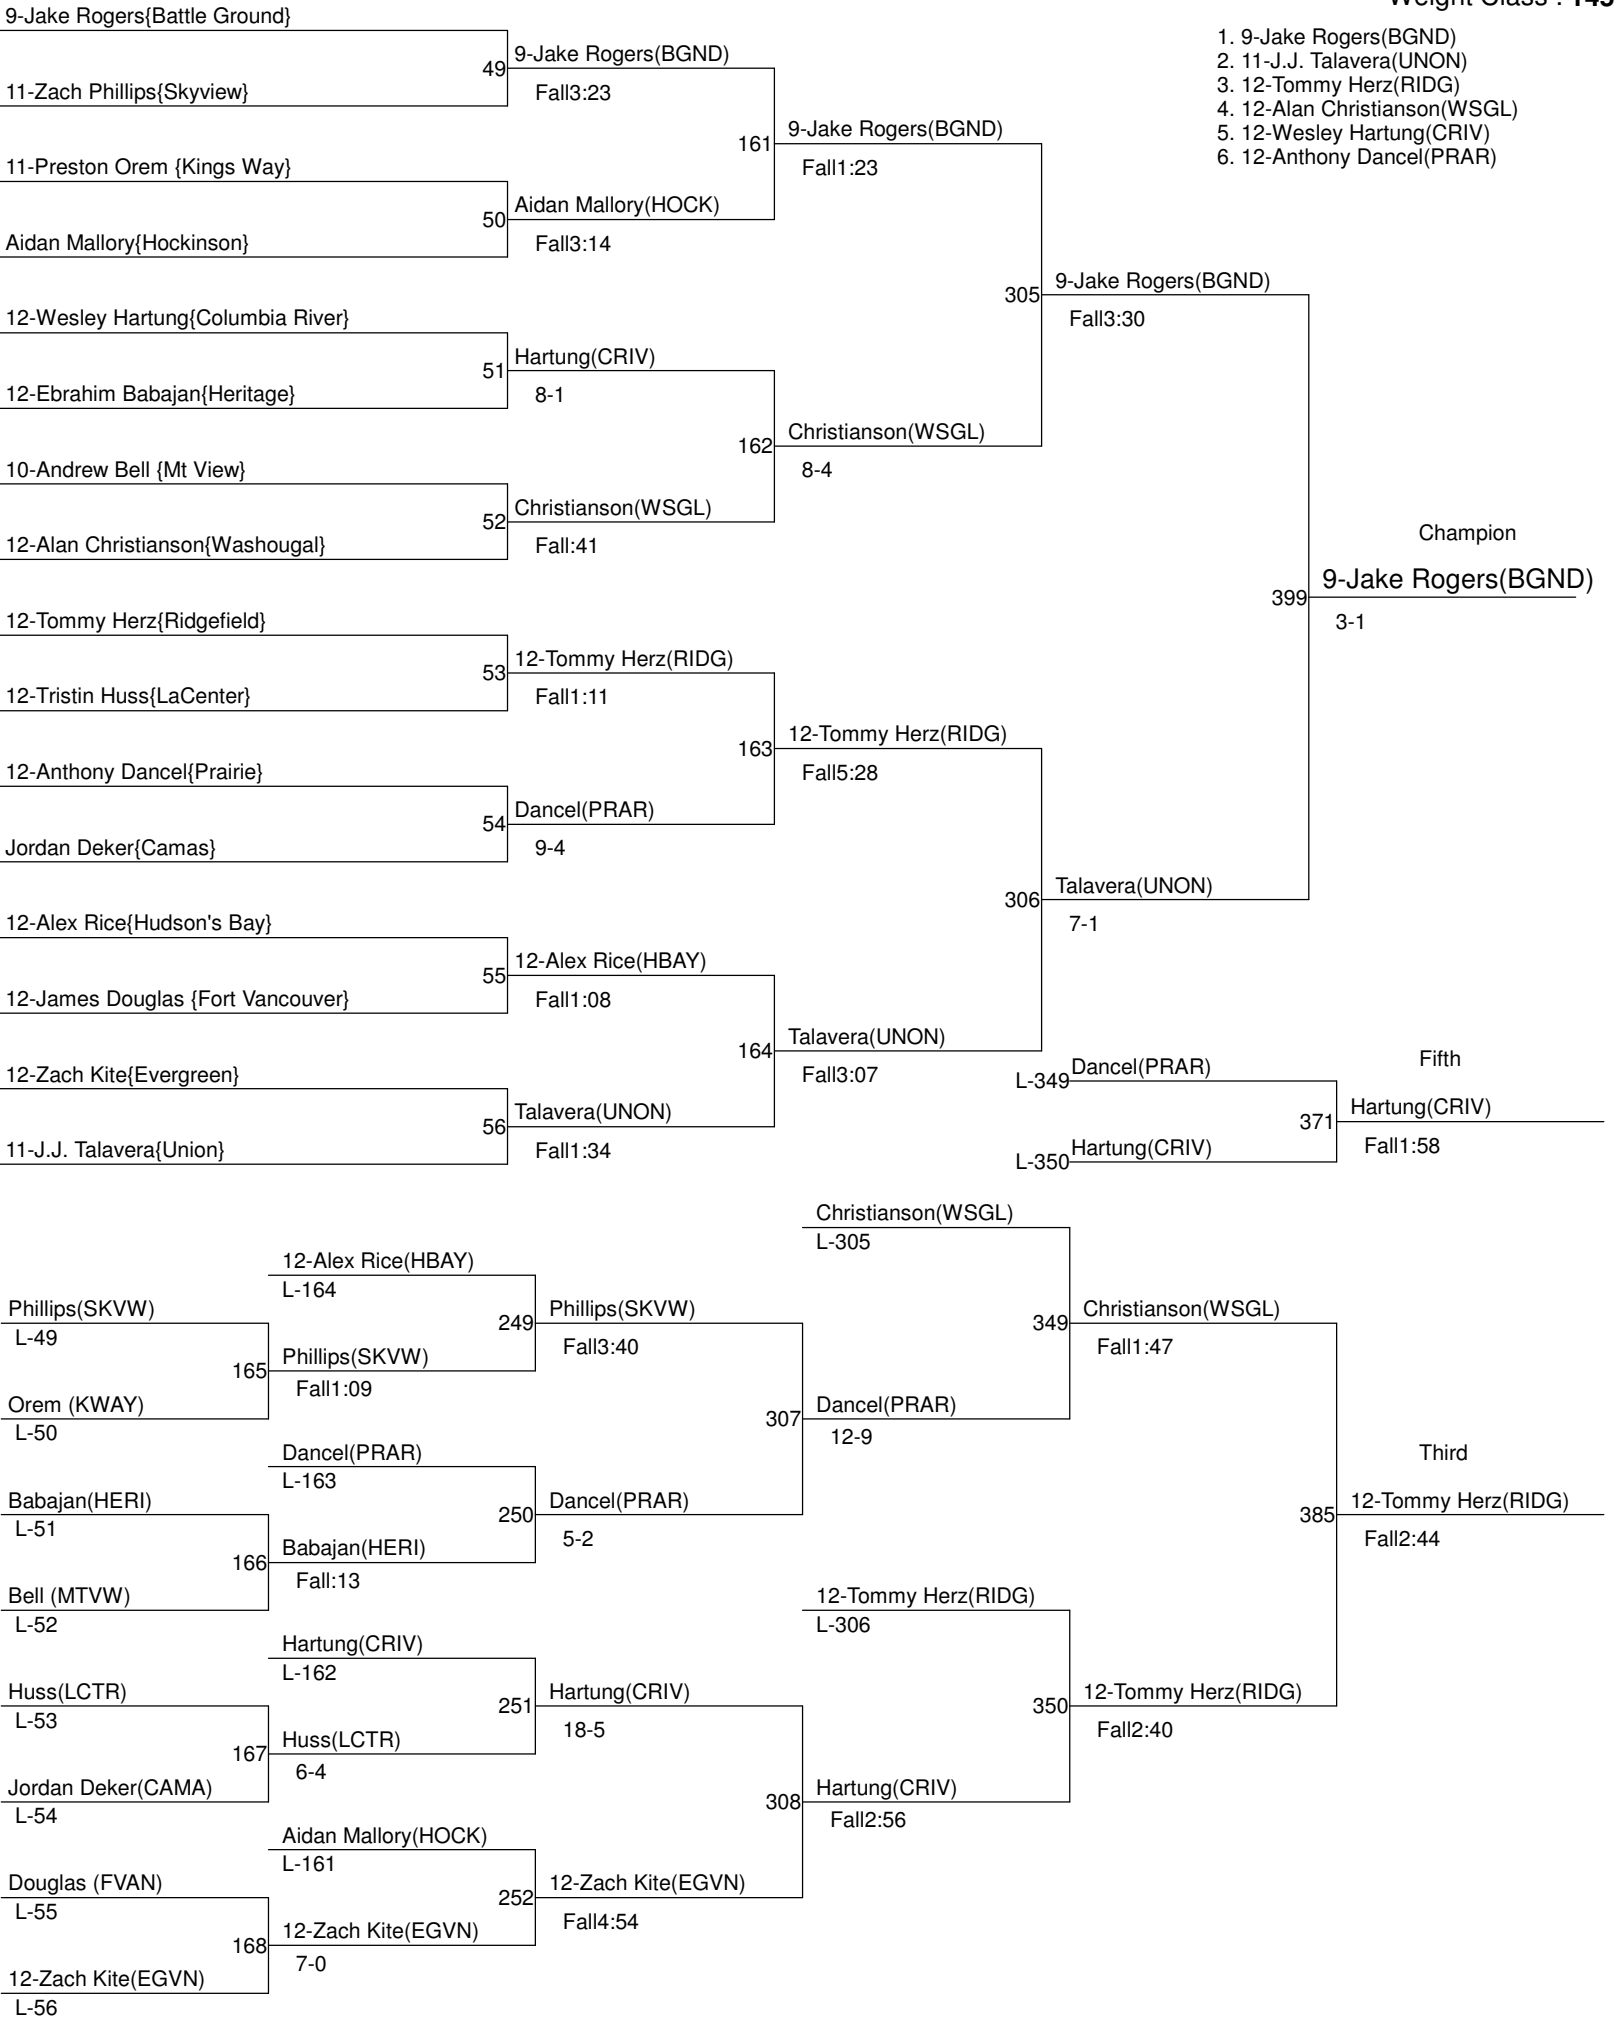 Weight Class : 145
1. 9-Jake Rogers(BGND)
2. 11-J.J. Talavera(UNON)
3. 12-Tommy Herz(RIDG)
4. 12-Alan Christianson(WSGL)
5. 12-Wesley Hartung(CRIV)
6. 12-Anthony Dancel(PRAR)
9-Jake Rogers{Battle Ground}
11-Zach Phillips{Skyview}
11-Preston Orem {Kings Way}
Aidan Mallory{Hockinson}
12-Wesley Hartung{Columbia River}
12-Ebrahim Babajan{Heritage}
10-Andrew Bell {Mt View}
12-Alan Christianson{Washougal}
12-Tommy Herz{Ridgefield}
12-Tristin Huss{LaCenter}
12-Anthony Dancel{Prairie}
Jordan Deker{Camas}
12-Alex Rice{Hudson's Bay}
12-James Douglas {Fort Vancouver}
12-Zach Kite{Evergreen}
11-J.J. Talavera{Union}
49
9-Jake Rogers(BGND)
Fall3:23
50
Aidan Mallory(HOCK)
Fall3:14
51
Hartung(CRIV)
8-1
52
Christianson(WSGL)
Fall:41
53
12-Tommy Herz(RIDG)
Fall1:11
54
Dancel(PRAR)
9-4
55
12-Alex Rice(HBAY)
Fall1:08
56
Talavera(UNON)
Fall1:34
161
9-Jake Rogers(BGND)
Fall1:23
162
Christianson(WSGL)
8-4
163
12-Tommy Herz(RIDG)
Fall5:28
164
Talavera(UNON)
Fall3:07
305
9-Jake Rogers(BGND)
Fall3:30
306
Talavera(UNON)
7-1
Champion
399
9-Jake Rogers(BGND)
3-1
Fifth
L-349
Dancel(PRAR)
L-350
Hartung(CRIV)
371
Hartung(CRIV)
Fall1:58
Phillips(SKVW)
L-49
Orem (KWAY)
L-50
Babajan(HERI)
L-51
Bell (MTVW)
L-52
Huss(LCTR)
L-53
Jordan Deker(CAMA)
L-54
Douglas (FVAN)
L-55
12-Zach Kite(EGVN)
L-56
12-Alex Rice(HBAY)
L-164
165
Phillips(SKVW)
Fall1:09
Dancel(PRAR)
L-163
166
Babajan(HERI)
Fall:13
Hartung(CRIV)
L-162
167
Huss(LCTR)
6-4
Aidan Mallory(HOCK)
L-161
168
12-Zach Kite(EGVN)
7-0
249
Phillips(SKVW)
Fall3:40
250
Dancel(PRAR)
5-2
251
Hartung(CRIV)
18-5
252
12-Zach Kite(EGVN)
Fall4:54
Christianson(WSGL)
L-305
307
Dancel(PRAR)
12-9
12-Tommy Herz(RIDG)
L-306
308
Hartung(CRIV)
Fall2:56
349
Christianson(WSGL)
Fall1:47
350
12-Tommy Herz(RIDG)
Fall2:40
Third
385
12-Tommy Herz(RIDG)
Fall2:44